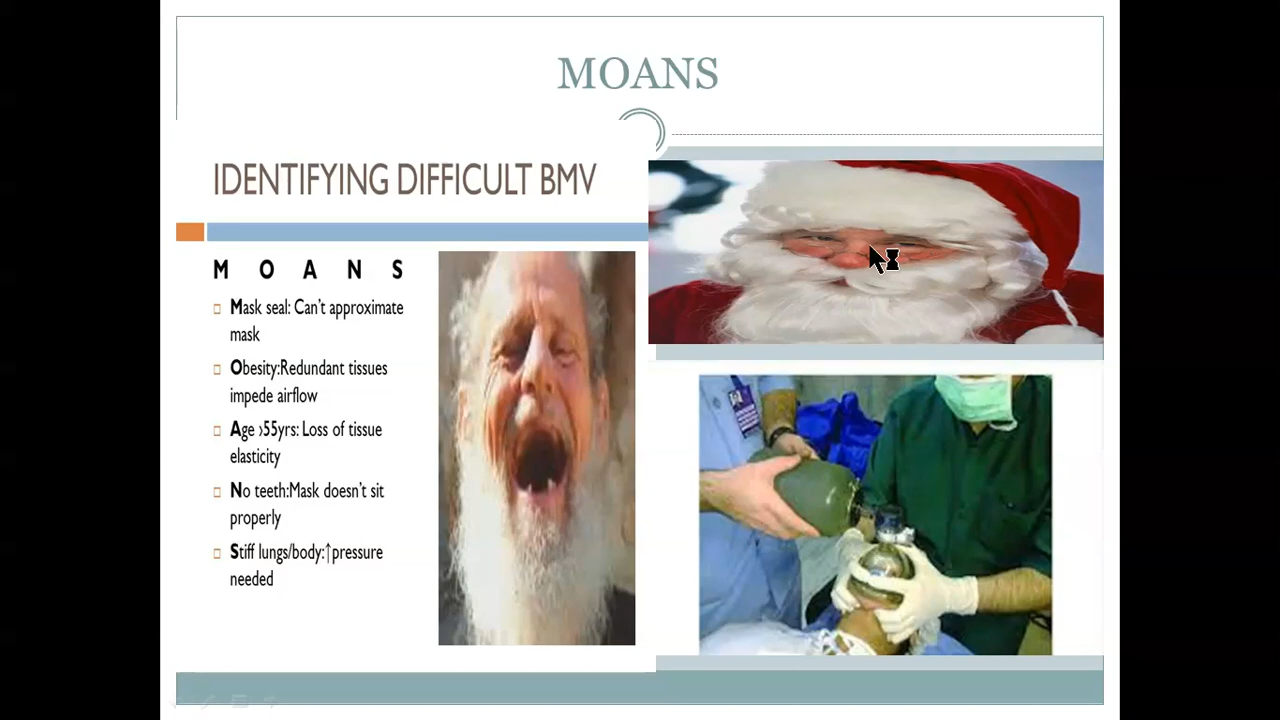 MOANS
IDENTIFYING DIFFICULT BMV
M O A N S
Mask seal: Can't approximate
mask
Obesity:Redundant tissues
impede airflow
Age >55yrs: Loss of tissue
elasticity
No teeth:Mask doesn't sit
properly
Stiff lungs/body:↑pressure
needed